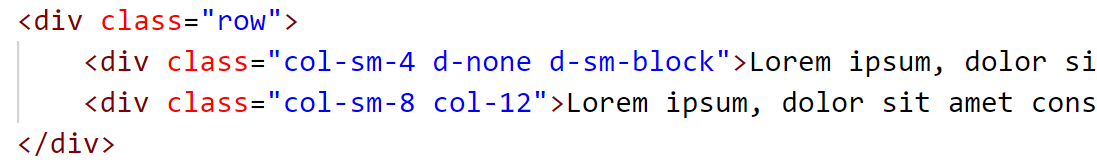 <div class="row">
<div class="col-sm-4 d-none d-sm-block">Lorem ipsum, dolor si
<div class="col-sm-8 col-12">Lorem ipsum, dolor sit amet cons
</div>